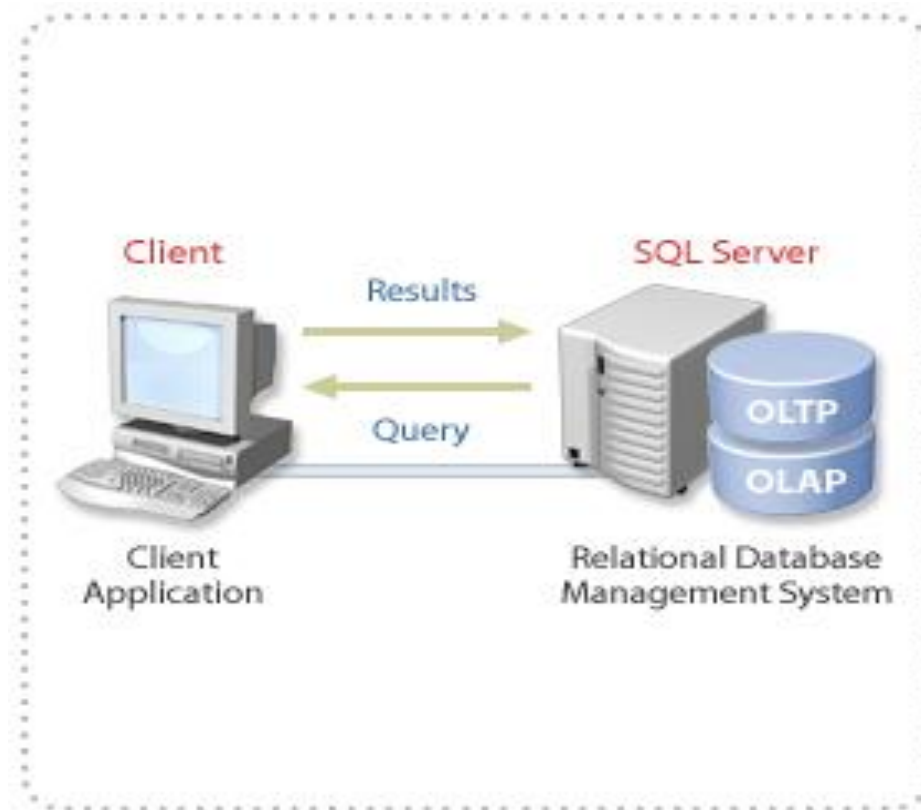 Client
SQL Server
Results
Query
OLTP
OLAP
Client
Application
Relational Database
Management System